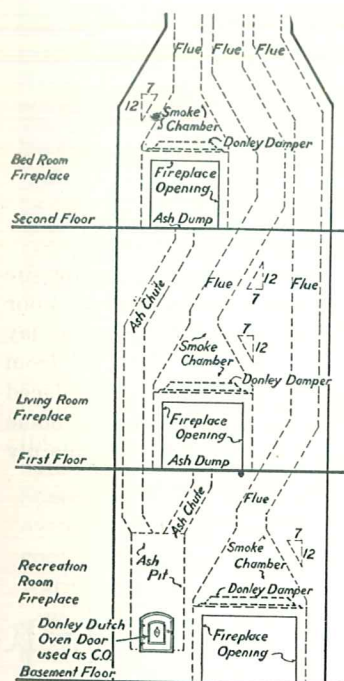 Flue
Flue
Flue
7
12
Smoke
Chamber
Donley Damper
Bed Room
Fireplace
Fireplace
Opening
Second Floor
Ash Dump
Ash Chute
Flue
12
7
Flue
7
12
Smoke
Chamber
Donley Damper
Living Room
Fireplace
Fireplace
Opening
First Floor
Ash Dump
Ash Chute
Flue
7
12
Smoke
Chamber
Ash
Pit
Recreation
Room
Fireplace
Donley Damper
Donley Dutch
Oven Door
used as C.O.
Fireplace
Opening
Basement Floor